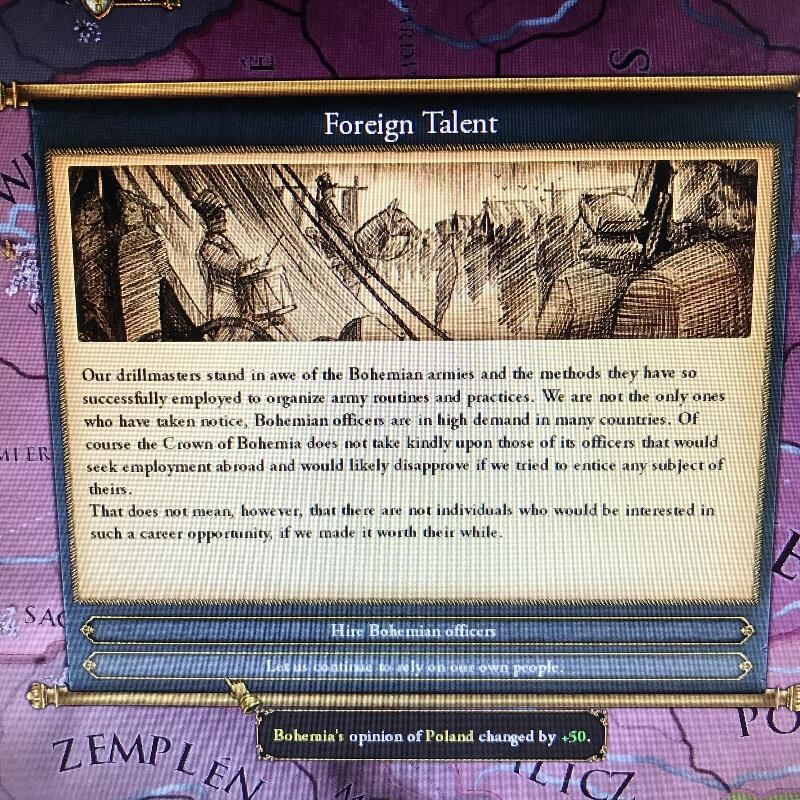 Foreign Talent
Our drillmasters stand in awe of the Bohemian armies and the methods they have so
successfully employed to organize army routines and practices. We are not the only ones
who have taken notice, Bohemian officers are in high demand in many countries. Of
course the Crown of Bohemia does not take kindly upon those of its officers that would
seek employment abroad and would likely disapprove if we tried to entice any subject of
theirs.
That does not mean, however, that there are not individuals who would be interested in
such a career opportunity, if we made it worth their while.
SAC
Hire Bohemian officers
Let us continue to rely on our own people.
Bohemia's opinion of Poland changed by +50.
ZEMPLÉN
PO